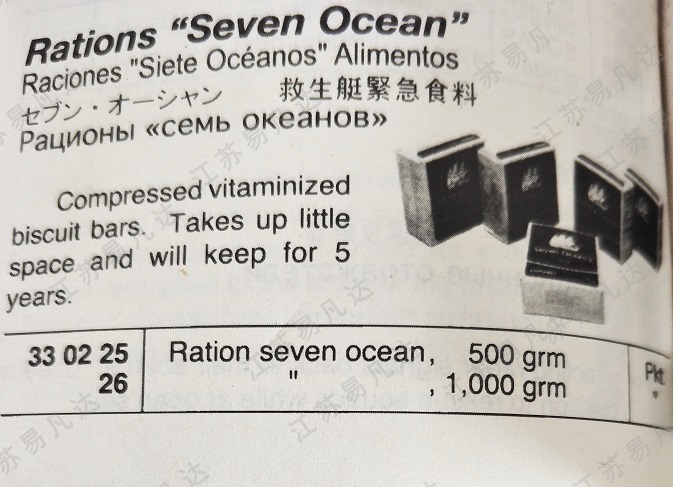 Rations “Seven Ocean”
Raciones "Siete Océanos" Alimentos
セブン・オーシャン 救生艇緊急食料
Рационы «семь океанов»
Compressed vitaminized
biscuit bars. Takes up little
space and will keep for 5
years.
33 02 25 Ration seven ocean, 500 grm Pkt
26 " , 1,000 grm "
江苏易凡达